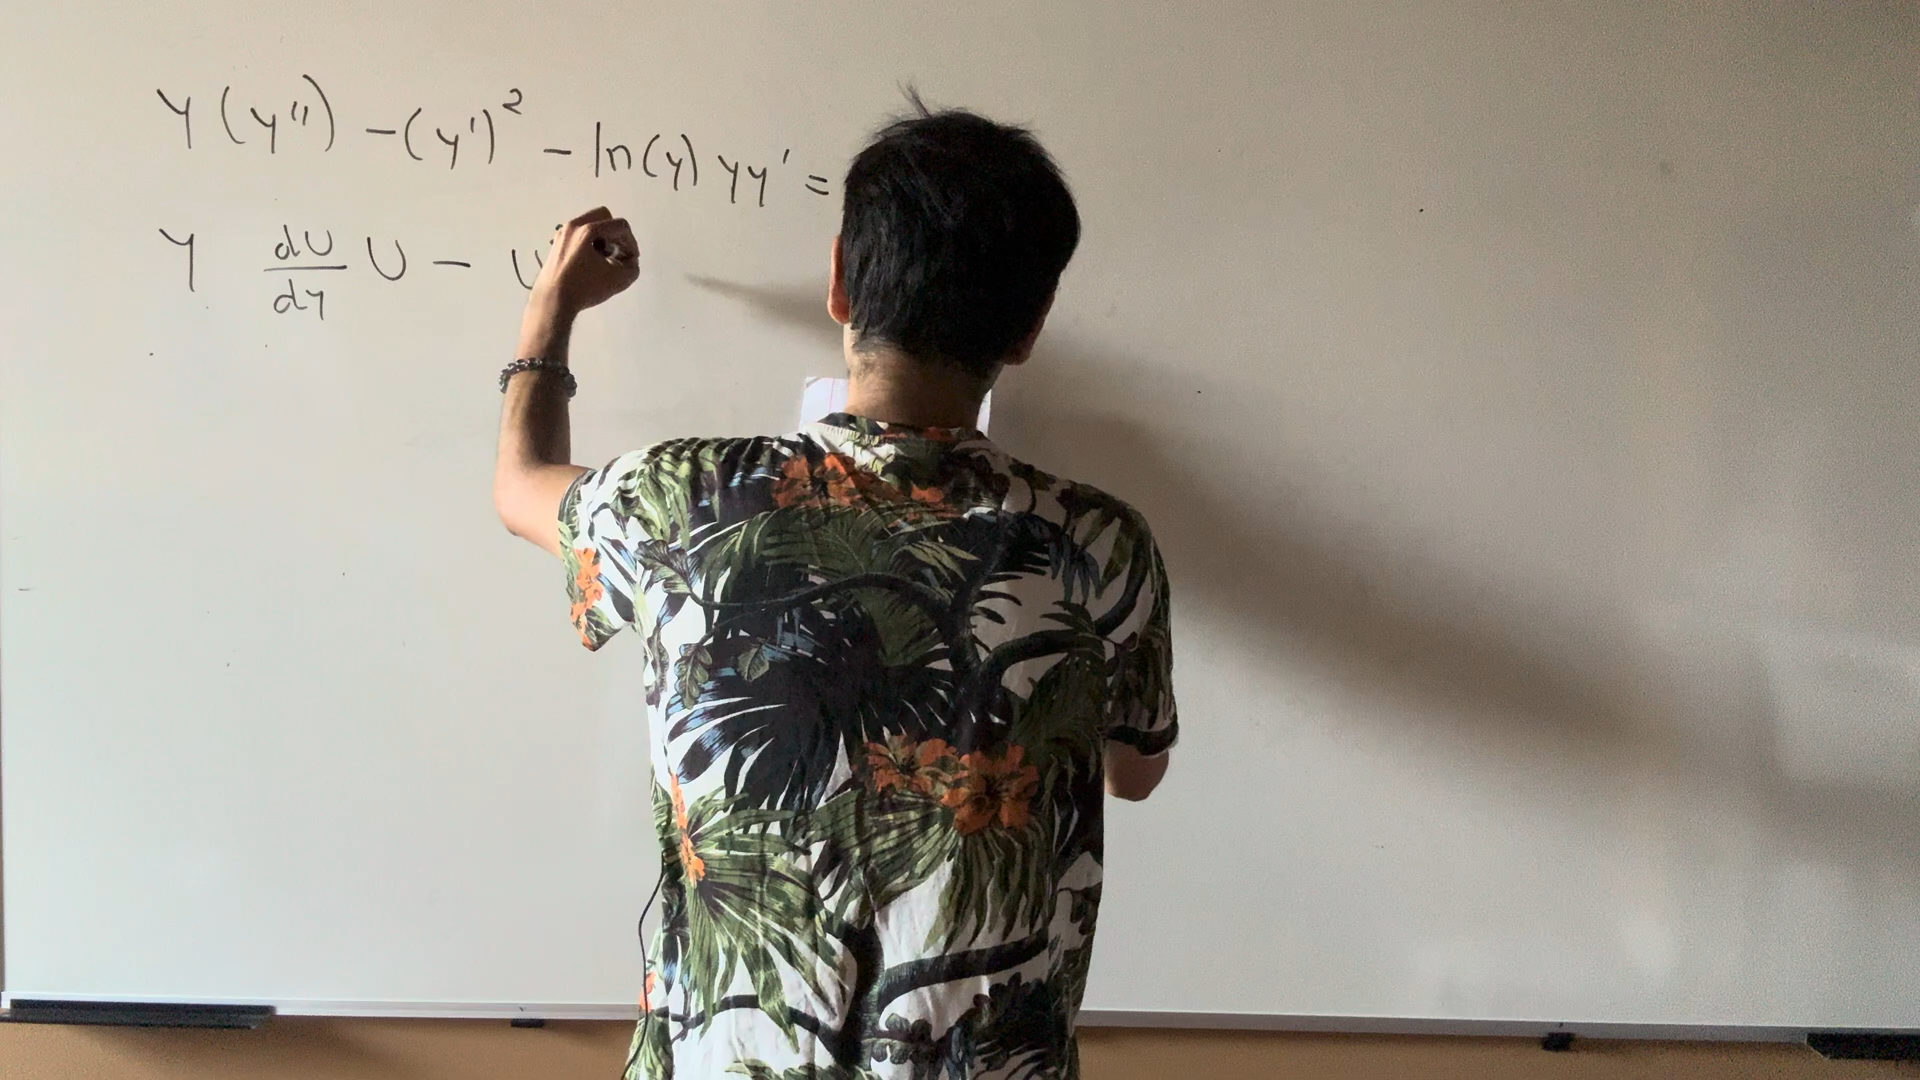 y(y'') - (y')² - ln(y) yy' =
y dU/dy U - U